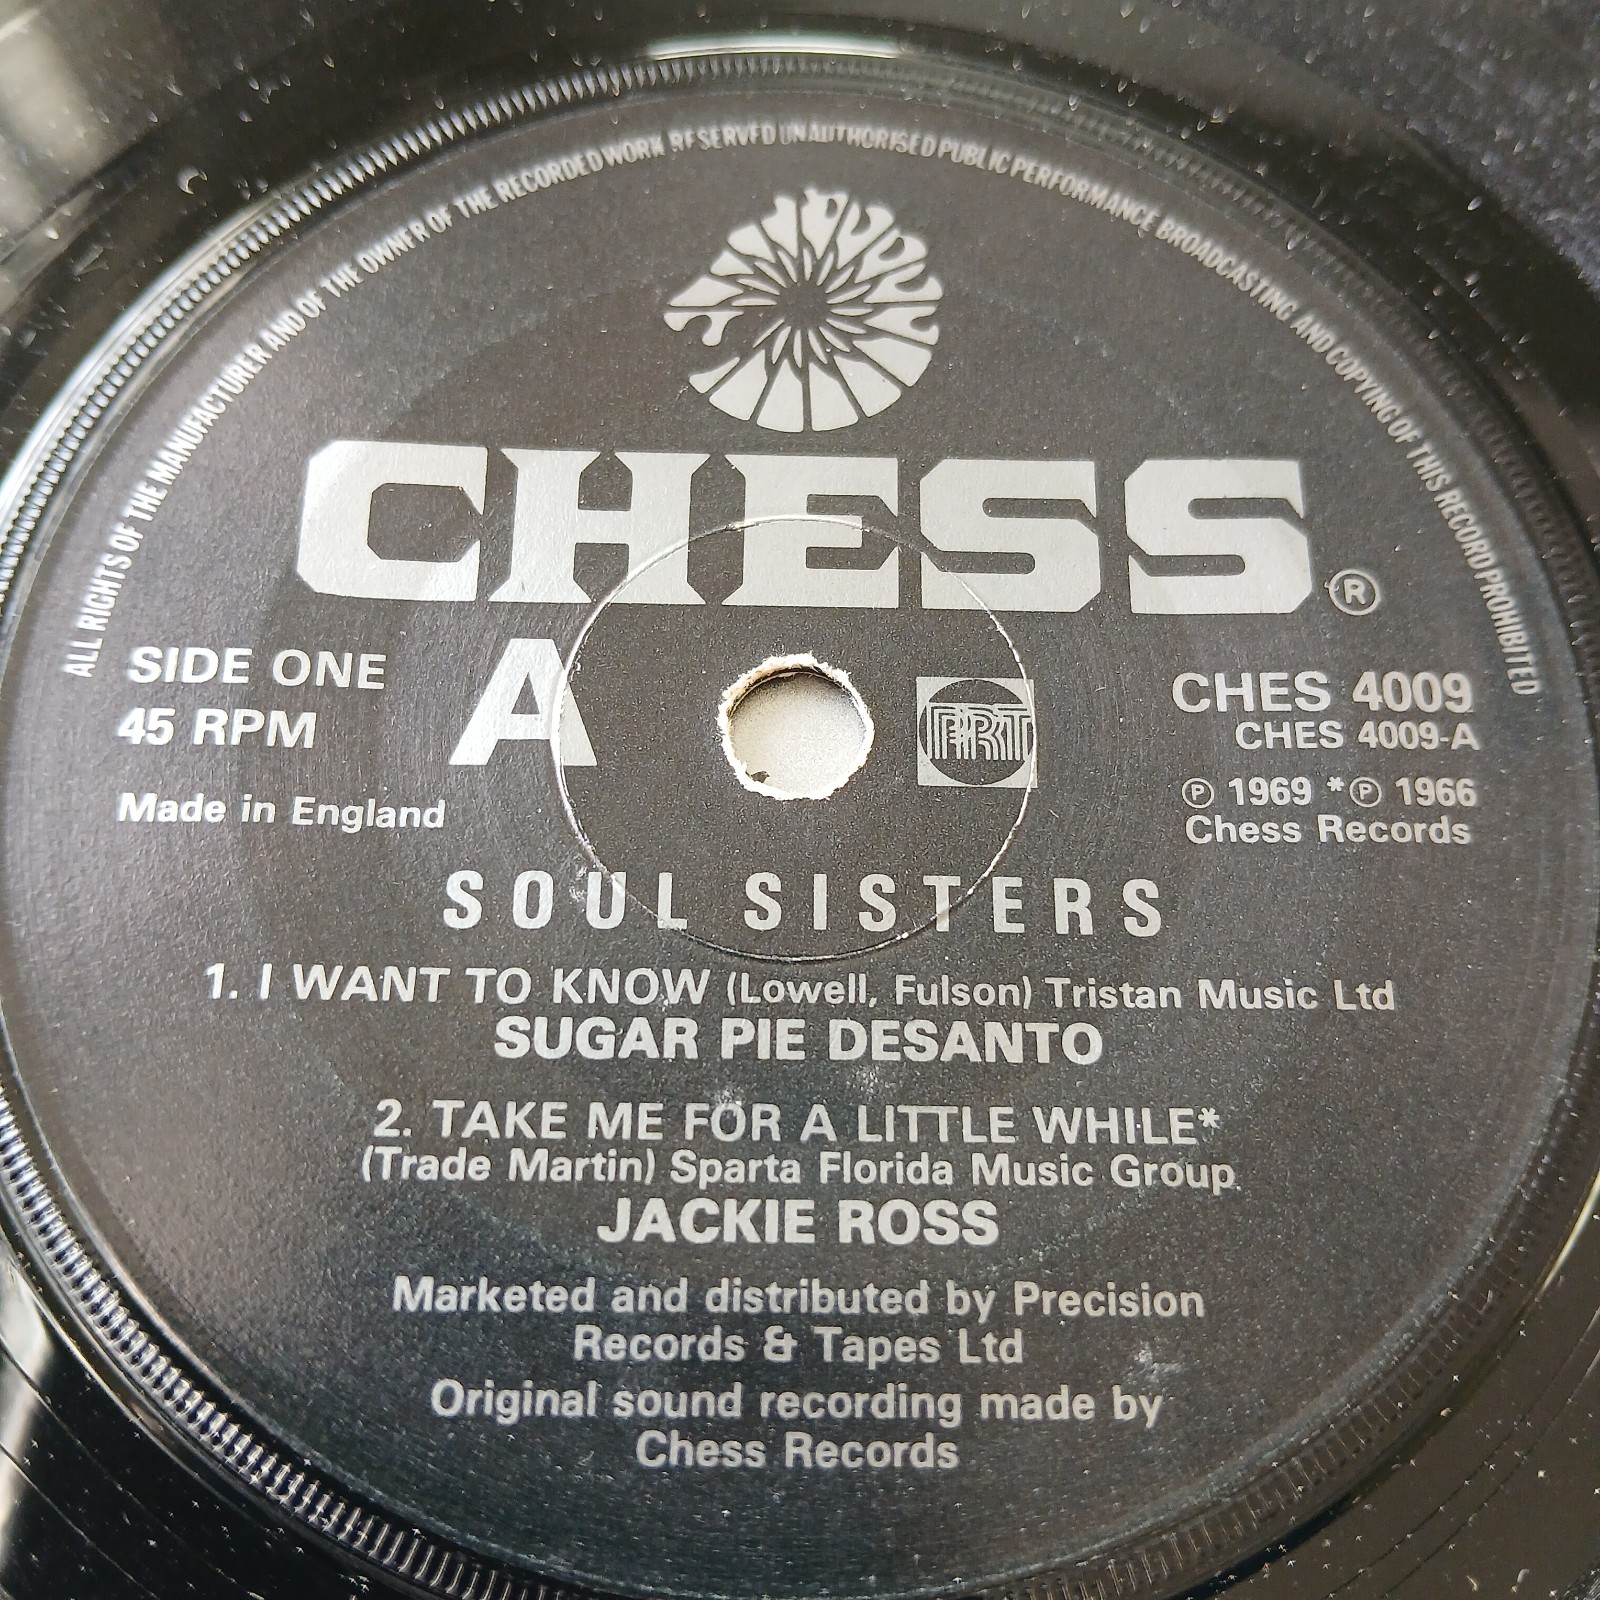 ALL RIGHTS OF THE MANUFACTURER AND OF THE OWNER OF THE RECORDED WORK RESERVED UNAUTHORISED PUBLIC PERFORMANCE BROADCASTING AND COPYING OF THIS RECORD PROHIBITED
CHESS ®
SIDE ONE
45 RPM
A
PRT
CHES 4009
CHES 4009-A
Made in England
℗ 1969 *℗ 1966
Chess Records
SOUL SISTERS
1. I WANT TO KNOW (Lowell, Fulson) Tristan Music Ltd
SUGAR PIE DESANTO
2. TAKE ME FOR A LITTLE WHILE*
(Trade Martin) Sparta Florida Music Group.
JACKIE ROSS
Marketed and distributed by Precision
Records & Tapes Ltd
Original sound recording made by
Chess Records